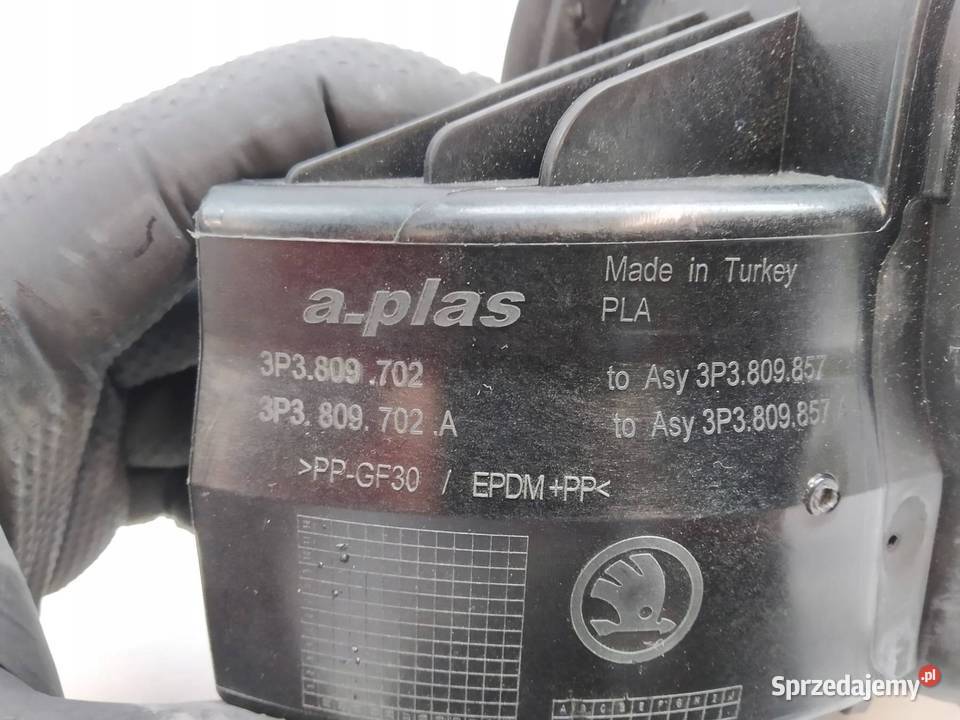 a-plas
Made in Turkey
PLA
3P3.809 .702 to Asy 3P3.809.857
3P3. 809. 702 .A to Asy 3P3.809.857
>PP-GF30 / EPDM+PP<
Sprzedajemy.pl